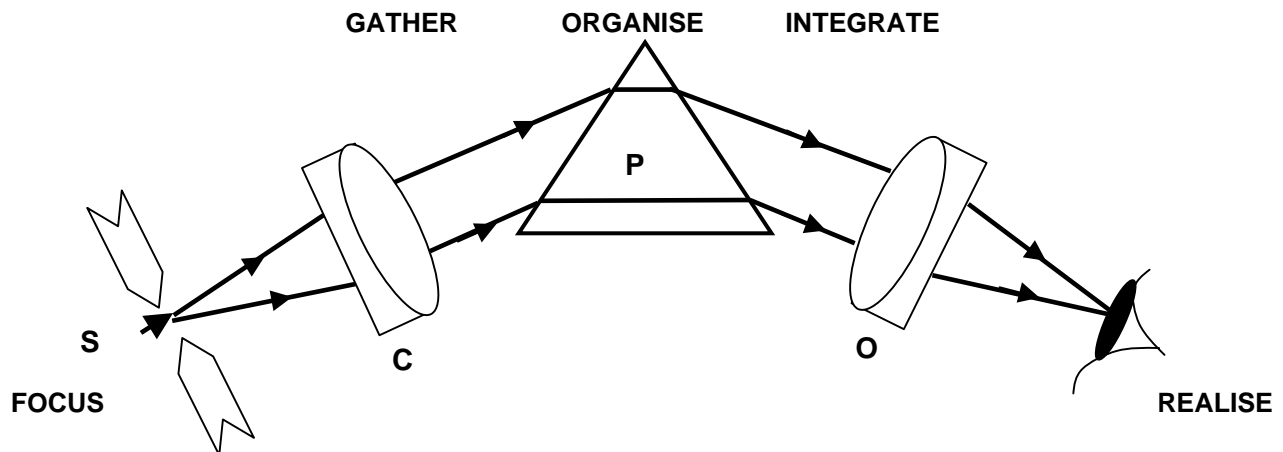 GATHER ORGANISE INTEGRATE
P
S
C
O
FOCUS
REALISE